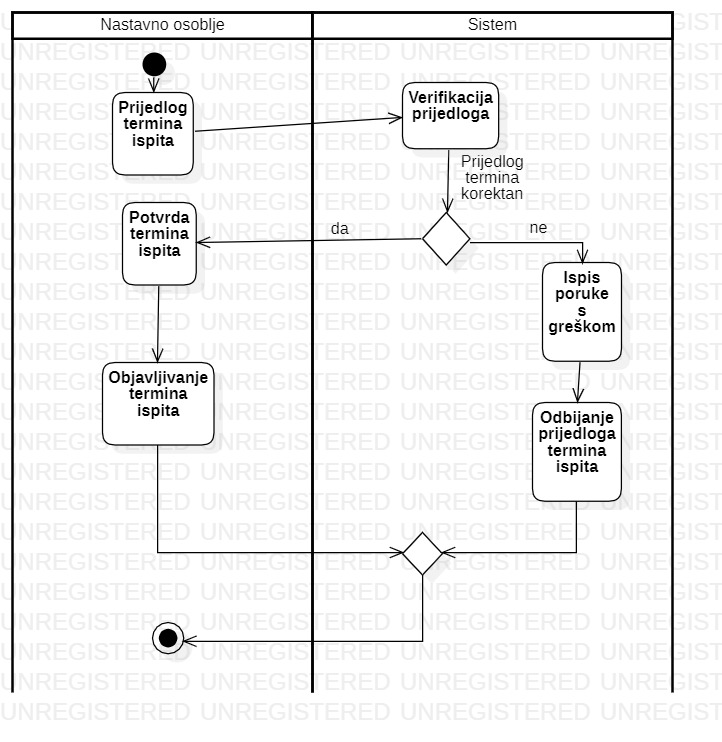 Nastavno osoblje
Sistem
Prijedlog
termina
ispita
Verifikacija
prijedloga
Prijedlog
termina
korektan
Potvrda
termina
ispita
da
ne
Ispis
poruke
s
greškom
Objavljivanje
termina
ispita
Odbijanje
prijedloga
termina
ispita
UNREGISTERED UNREGISTERED UNREGISTERED UNREGISTERED